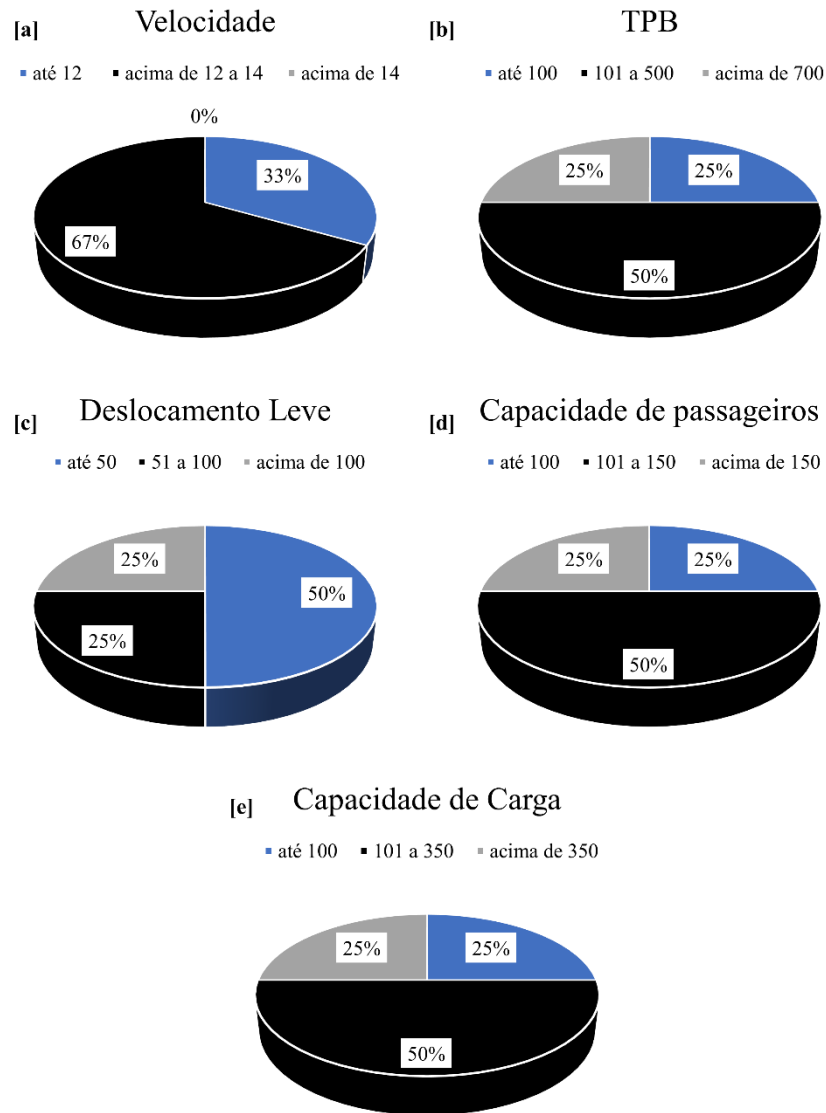 [a] Velocidade
até 12 acima de 12 a 14 acima de 14
0%
33%
67%
[b] TPB
até 100 101 a 500 acima de 700
25% 25%
50%
[c] Deslocamento Leve
até 50 51 a 100 acima de 100
25%
50%
25%
[d] Capacidade de passageiros
até 100 101 a 150 acima de 150
25% 25%
50%
[e] Capacidade de Carga
até 100 101 a 350 acima de 350
25% 25%
50%